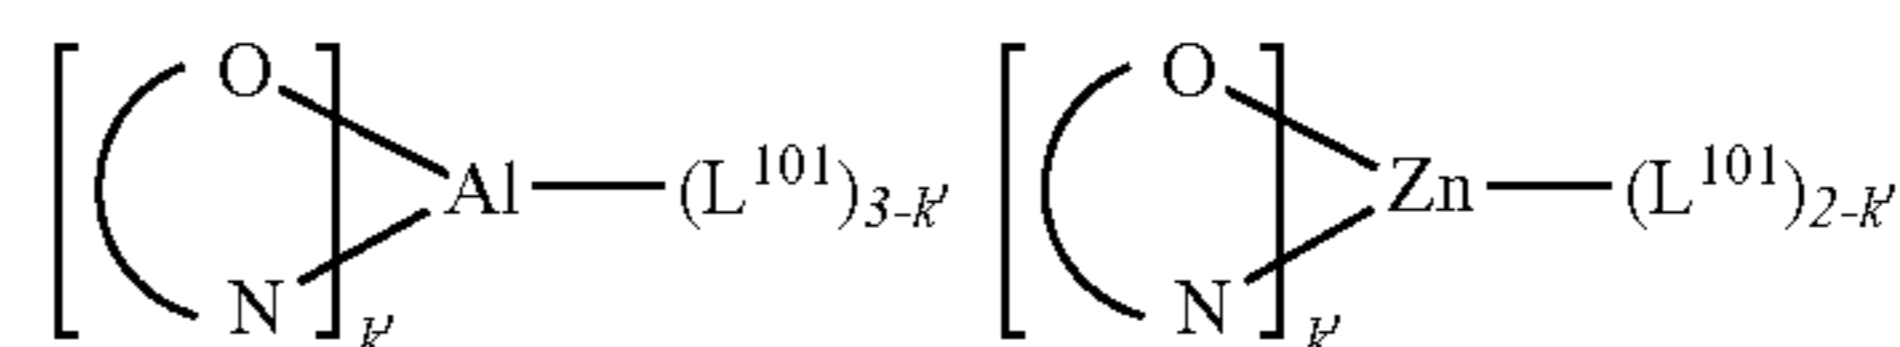 O O
Al (L¹⁰¹)₃₋ₖ' Zn (L¹⁰¹)₂₋ₖ'
N N
k' k'